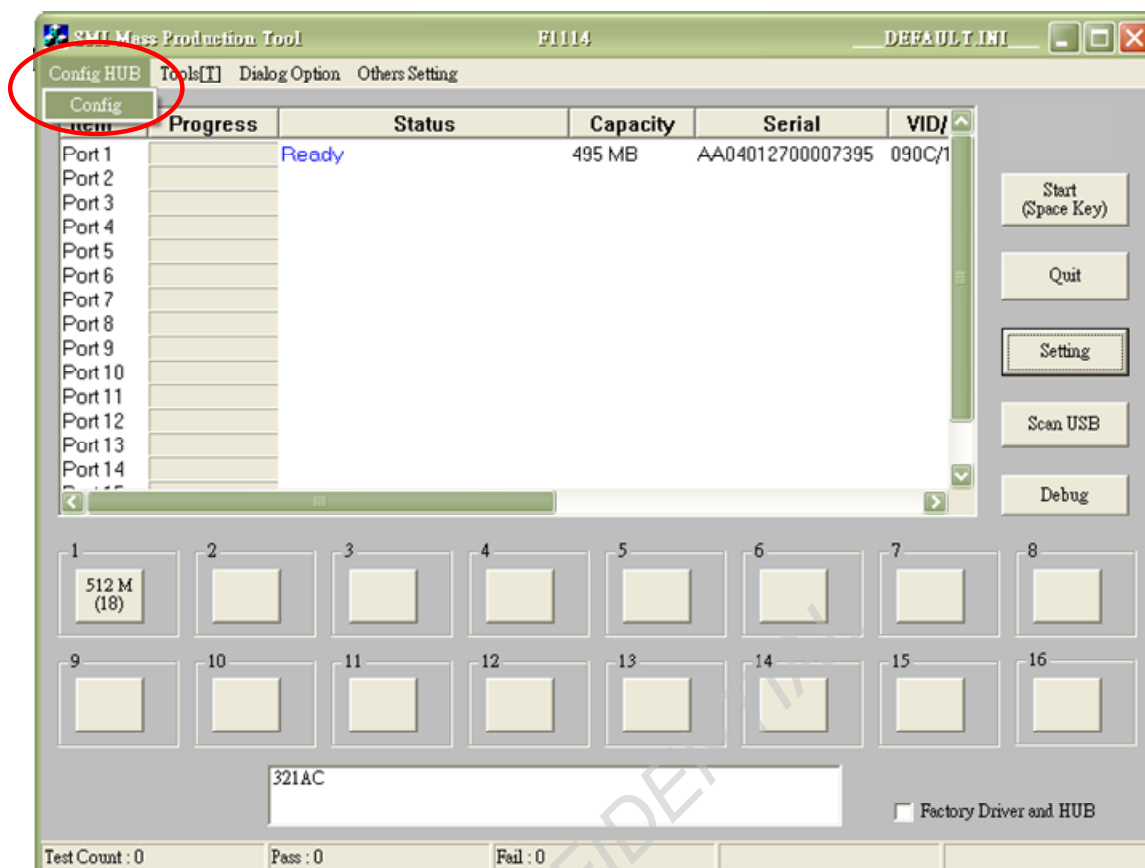 SMI Mass Production Tool F1114 DEFAULT.INI
Config HUB Tools[T] Dialog Option Others Setting
Config
Item Progress Status Capacity Serial VID/
Port 1 Ready 495 MB AA04012700007395 090C/1
Port 2
Port 3
Port 4
Port 5
Port 6
Port 7
Port 8
Port 9
Port 10
Port 11
Port 12
Port 13
Port 14
Start
(Space Key)
Quit
Setting
Scan USB
Debug
1 2 3 4 5 6 7 8
512 M
(18)
9 10 11 12 13 14 15 16
321AC
Factory Driver and HUB
Test Count : 0 Pass : 0 Fail : 0